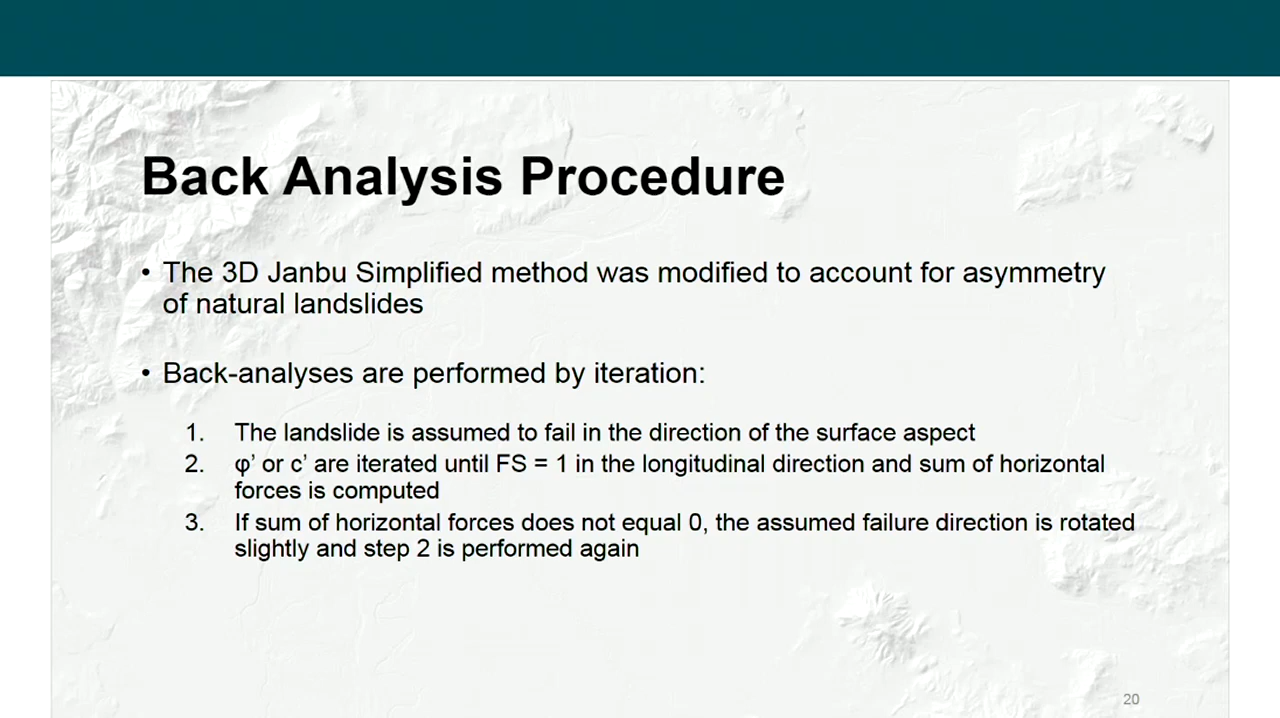 Back Analysis Procedure
• The 3D Janbu Simplified method was modified to account for asymmetry
of natural landslides
• Back-analyses are performed by iteration:
1. The landslide is assumed to fail in the direction of the surface aspect
2. φ’ or c’ are iterated until FS = 1 in the longitudinal direction and sum of horizontal
forces is computed
3. If sum of horizontal forces does not equal 0, the assumed failure direction is rotated
slightly and step 2 is performed again
20